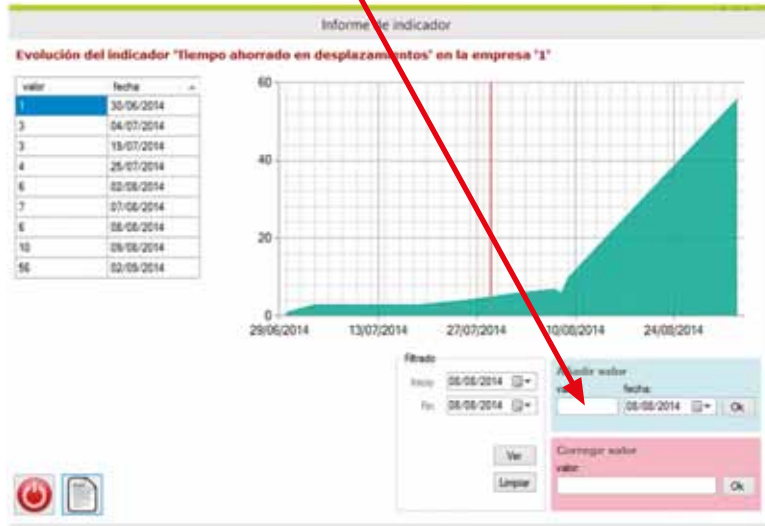 Informe de indicador
Evolución del indicador 'Tiempo ahorrado en desplazamientos' en la empresa '1'
valor fecha
1 30/06/2014
3 04/07/2014
3 19/07/2014
4 25/07/2014
6 02/08/2014
7 07/08/2014
6 08/08/2014
10 09/08/2014
56 02/09/2014
60
40
20
0
29/06/2014 13/07/2014 27/07/2014 10/08/2014 24/08/2014
Filtrado
Inicio 08/08/2014
Fin 08/08/2014
Ver
Limpiar
Añadir valor
valor fecha:
08/08/2014 Ok
Corregir valor
valor:
Ok